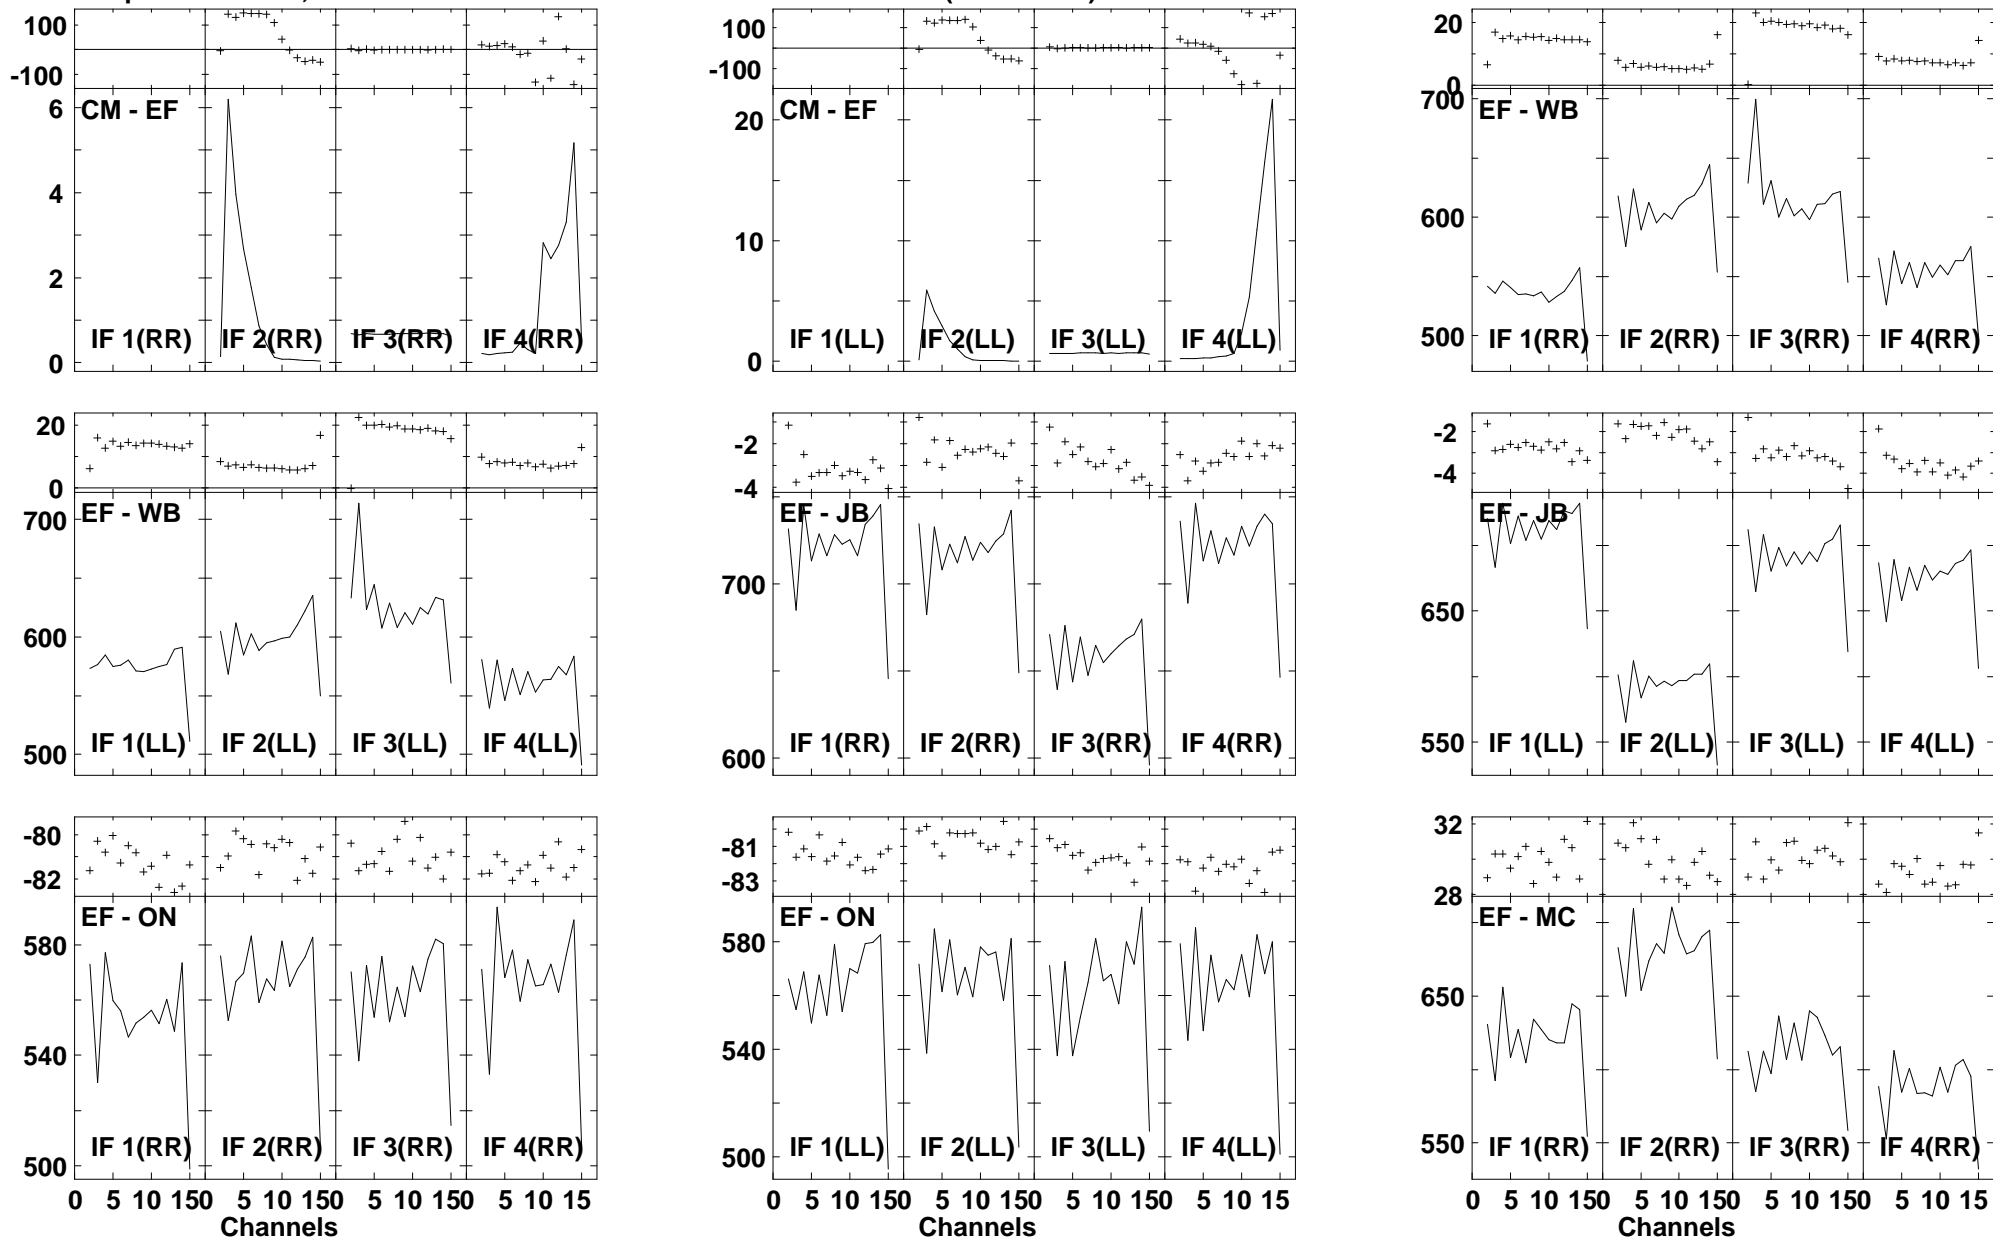 100
-100
CM - EF
6
4
2
0
IF 1(RR) IF 2(RR) IF 3(RR) IF 4(RR)
100
-100
CM - EF
20
10
0
IF 1(LL) IF 2(LL) IF 3(LL) IF 4(LL)
20
0
EF - WB
700
600
500
IF 1(RR) IF 2(RR) IF 3(RR) IF 4(RR)
20
0
EF - WB
700
600
500
IF 1(LL) IF 2(LL) IF 3(LL) IF 4(LL)
-2
-4
EF - JB
700
600
IF 1(RR) IF 2(RR) IF 3(RR) IF 4(RR)
-2
-4
EF - JB
650
550
IF 1(LL) IF 2(LL) IF 3(LL) IF 4(LL)
-80
-82
EF - ON
580
540
500
IF 1(RR) IF 2(RR) IF 3(RR) IF 4(RR)
0 5 10 150 5 10 150 5 10 150 5 10 15
Channels
-81
-83
EF - ON
580
540
500
IF 1(LL) IF 2(LL) IF 3(LL) IF 4(LL)
0 5 10 150 5 10 150 5 10 150 5 10 15
Channels
32
28
EF - MC
650
550
IF 1(RR) IF 2(RR) IF 3(RR) IF 4(RR)
0 5 10 150 5 10 150 5 10 150 5 10 15
Channels